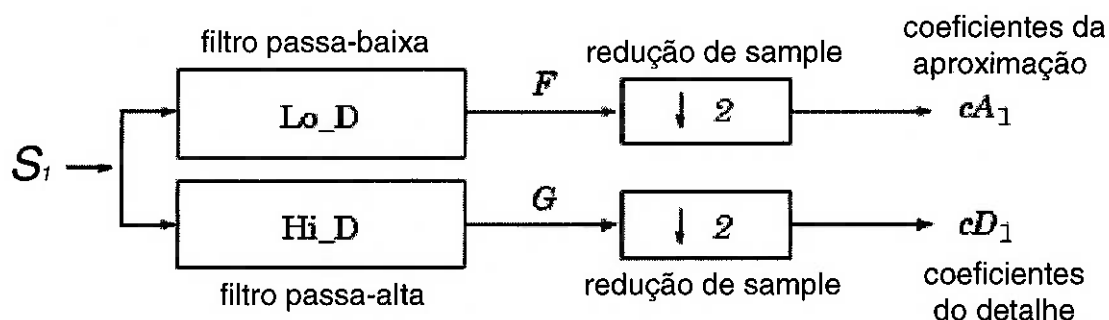 filtro passa-baixa
redução de sample
coeficientes da
aproximação
Lo_D
F
↓ 2
cA1
S1
Hi_D
G
↓ 2
cD1
filtro passa-alta
redução de sample
coeficientes
do detalhe